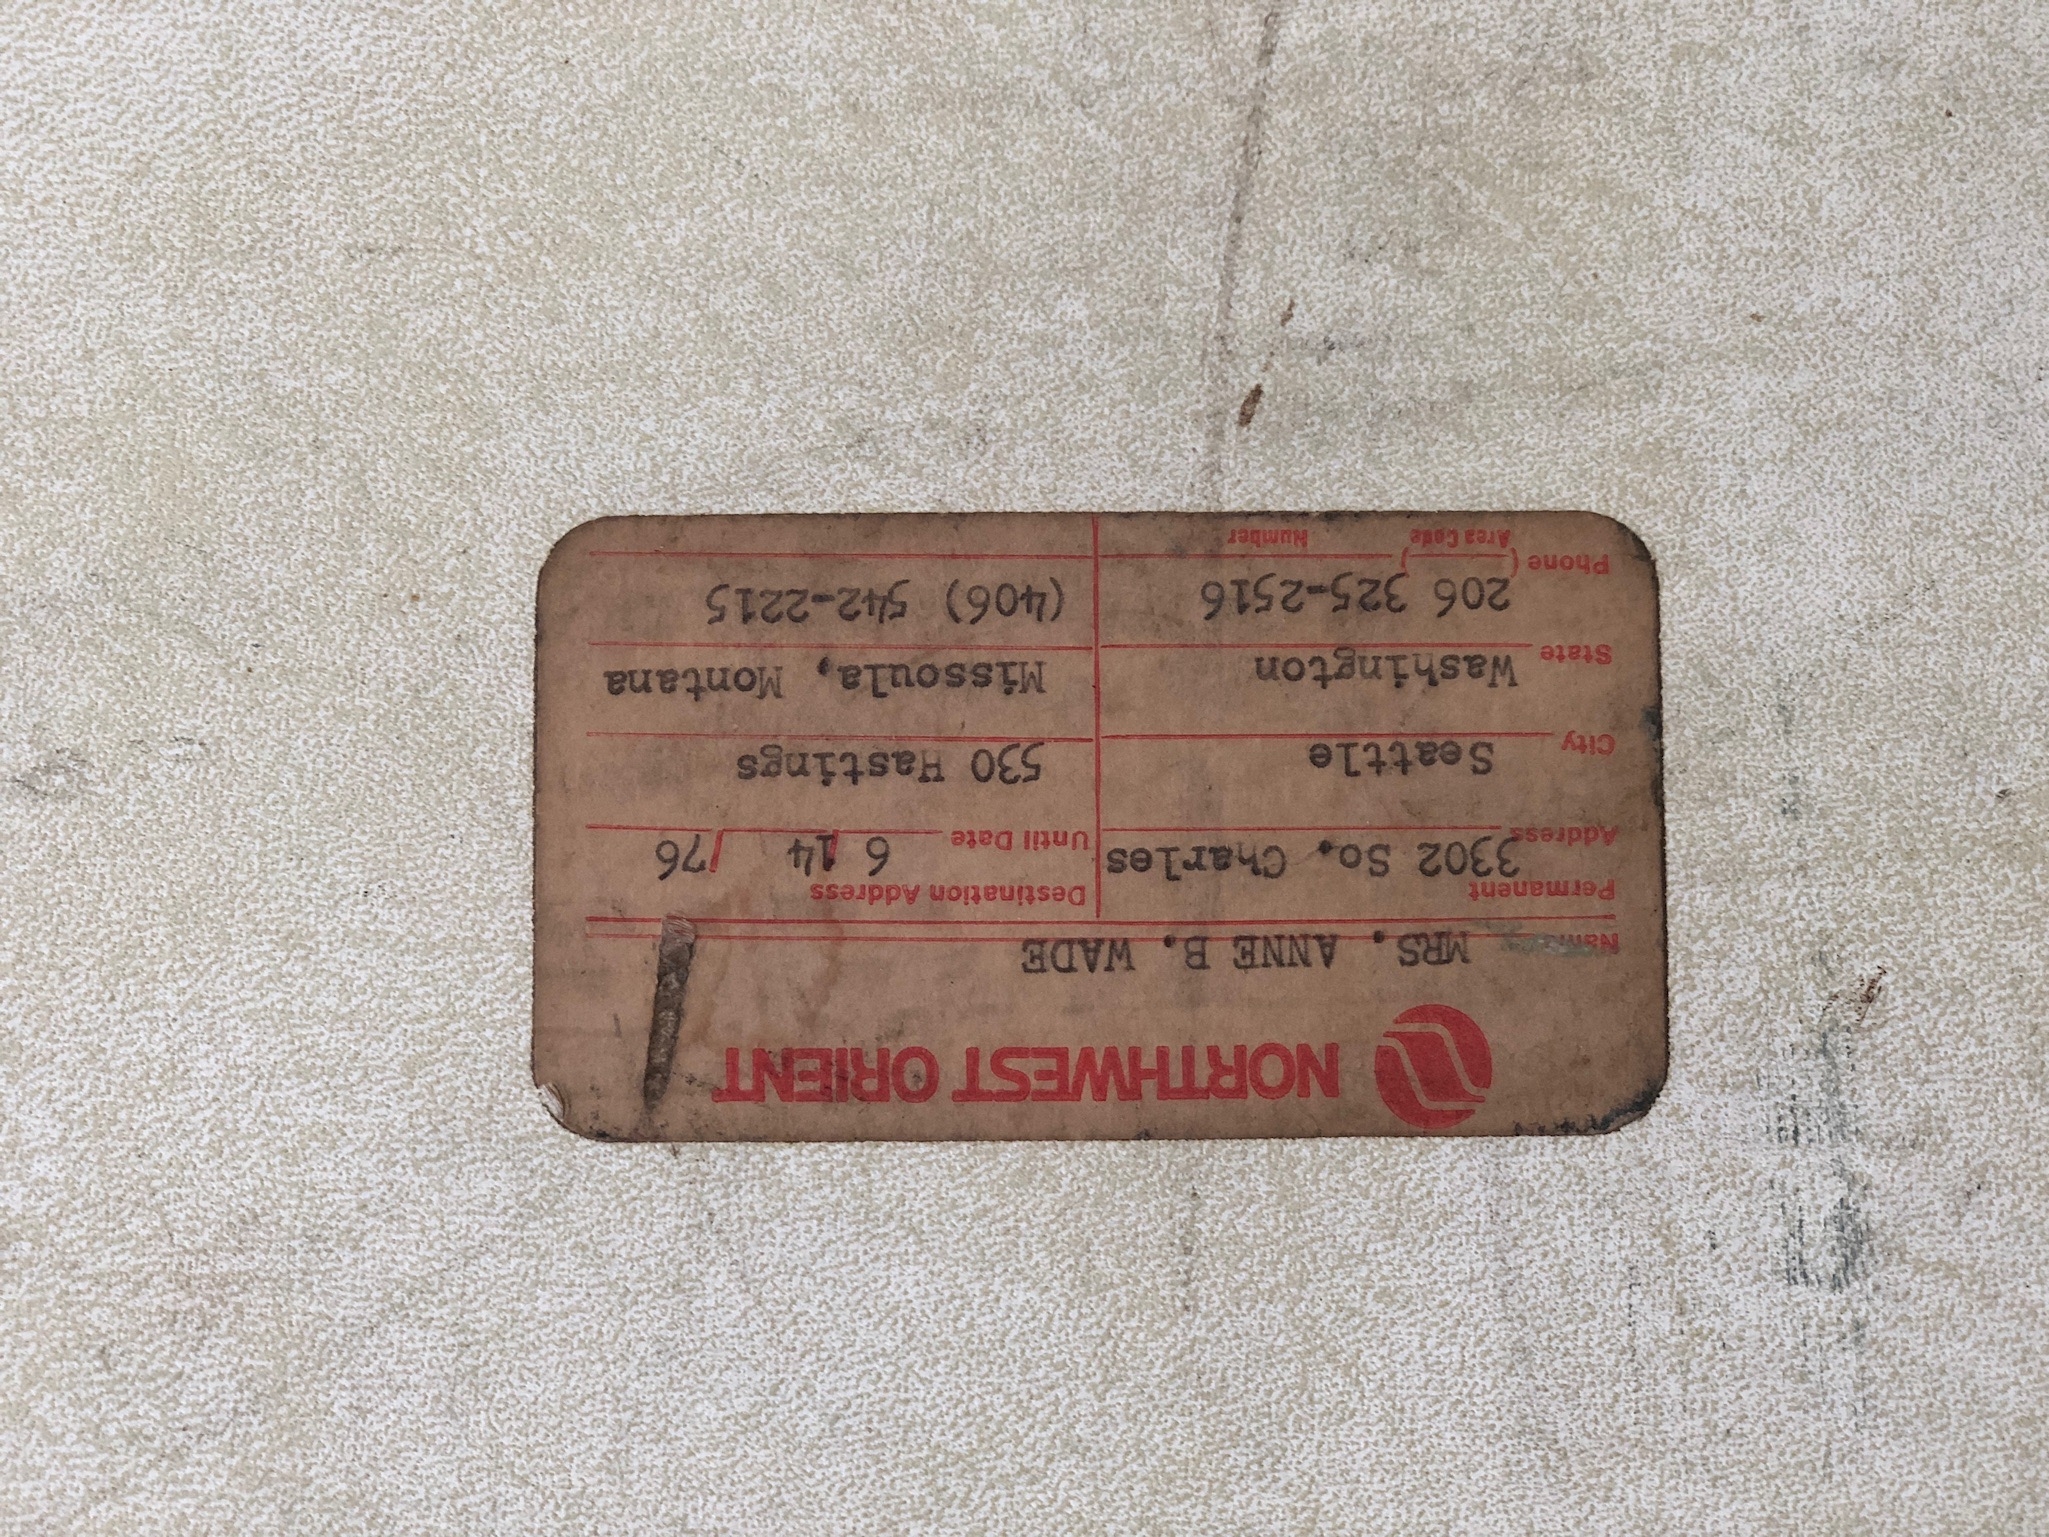 NORTHWEST ORIENT
Name MRS. ANNE B. WADE
Permanent Destination Address
Address 3302 So. Charles Until Date 6 / 14 / 76
City Seattle 530 Hastings
State Washington Missoula, Montana
Phone ( 206 ) 325-2516 (406) 542-2215
Area Code Number